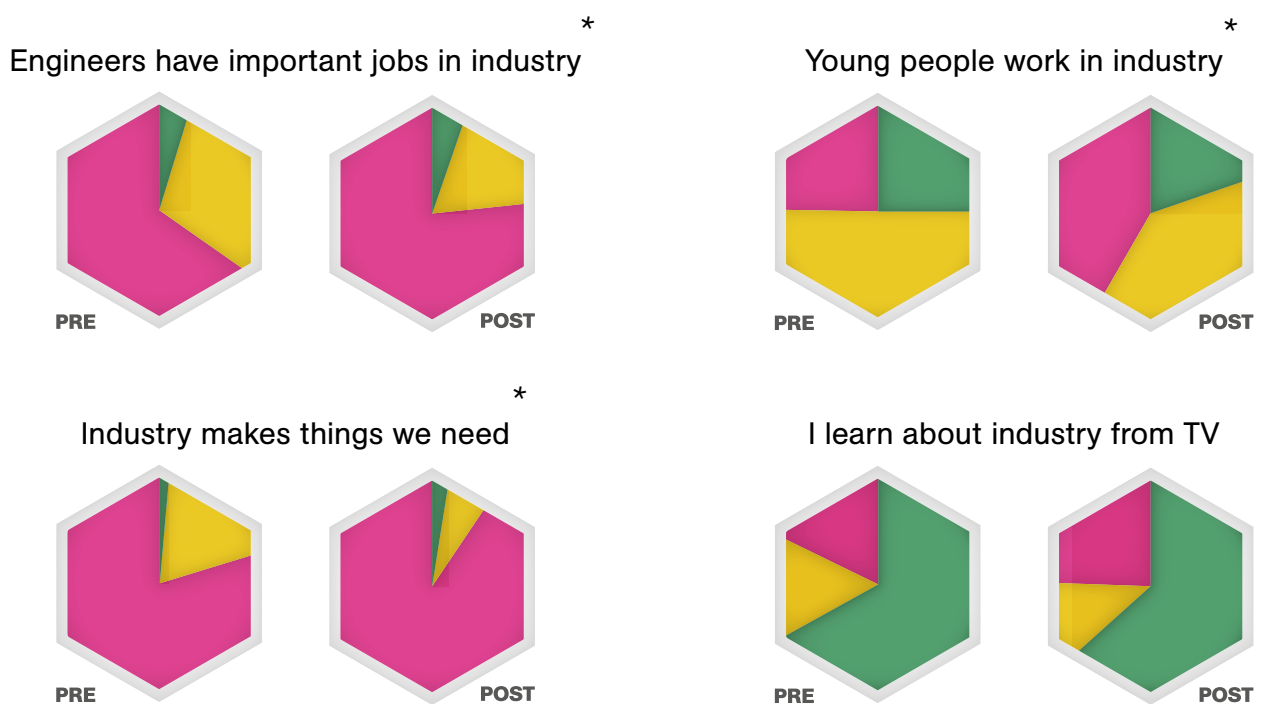 Engineers have important jobs in industry*
PRE
POST
Young people work in industry*
PRE
POST
Industry makes things we need*
PRE
POST
I learn about industry from TV
PRE
POST